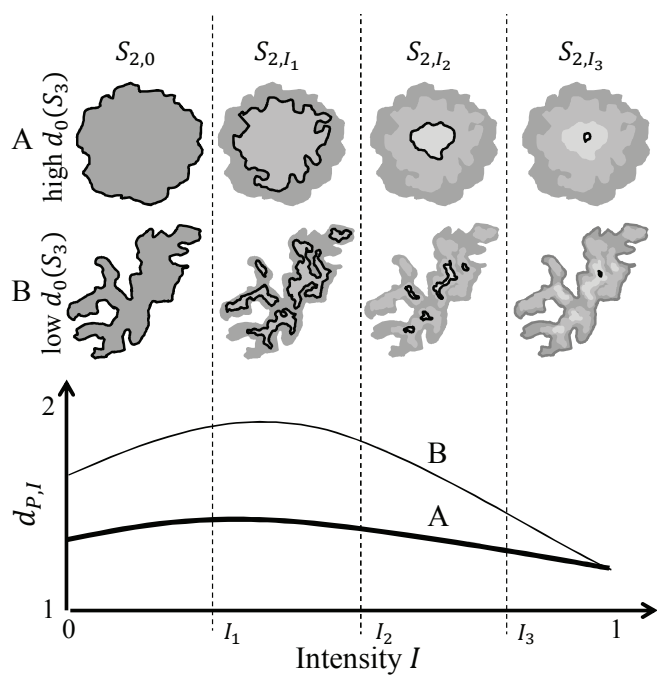 S₂,₀ S₂,I₁ S₂,I₂ S₂,I₃
A high d₀(S₃)
B low d₀(S₃)
2
B
d_P,I
A
1
0 I₁ I₂ I₃ 1
Intensity I